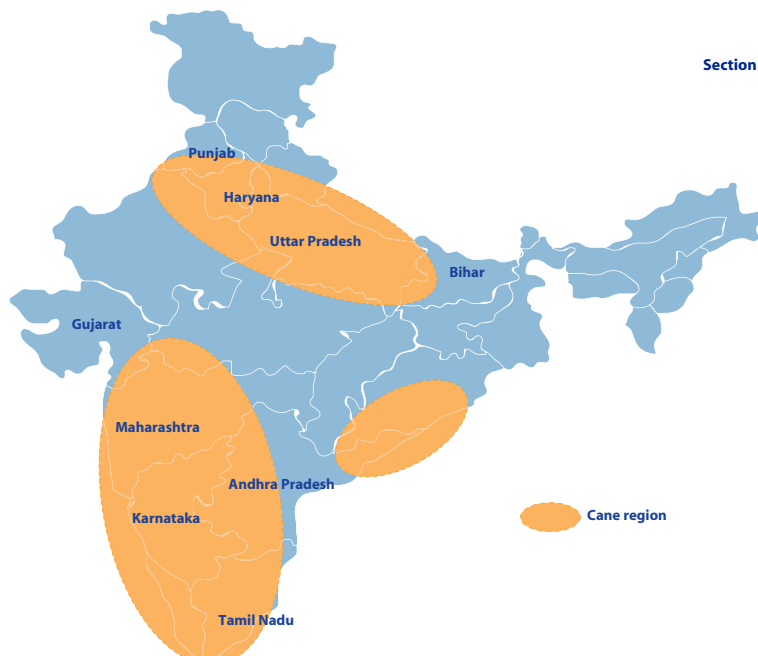 Section
Punjab
Haryana
Uttar Pradesh
Bihar
Gujarat
Maharashtra
Andhra Pradesh
Karnataka
Cane region
Tamil Nadu